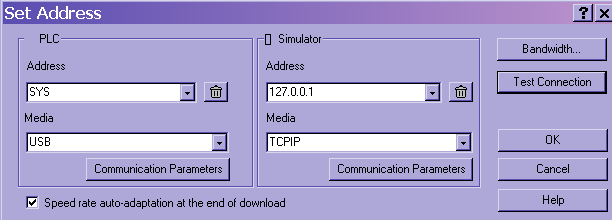 Set Address
PLC
Address
SYS
Media
USB
Communication Parameters
Simulator
Address
127.0.0.1
Media
TCPIP
Communication Parameters
Bandwidth...
Test Connection
OK
Cancel
Help
Speed rate auto-adaptation at the end of download